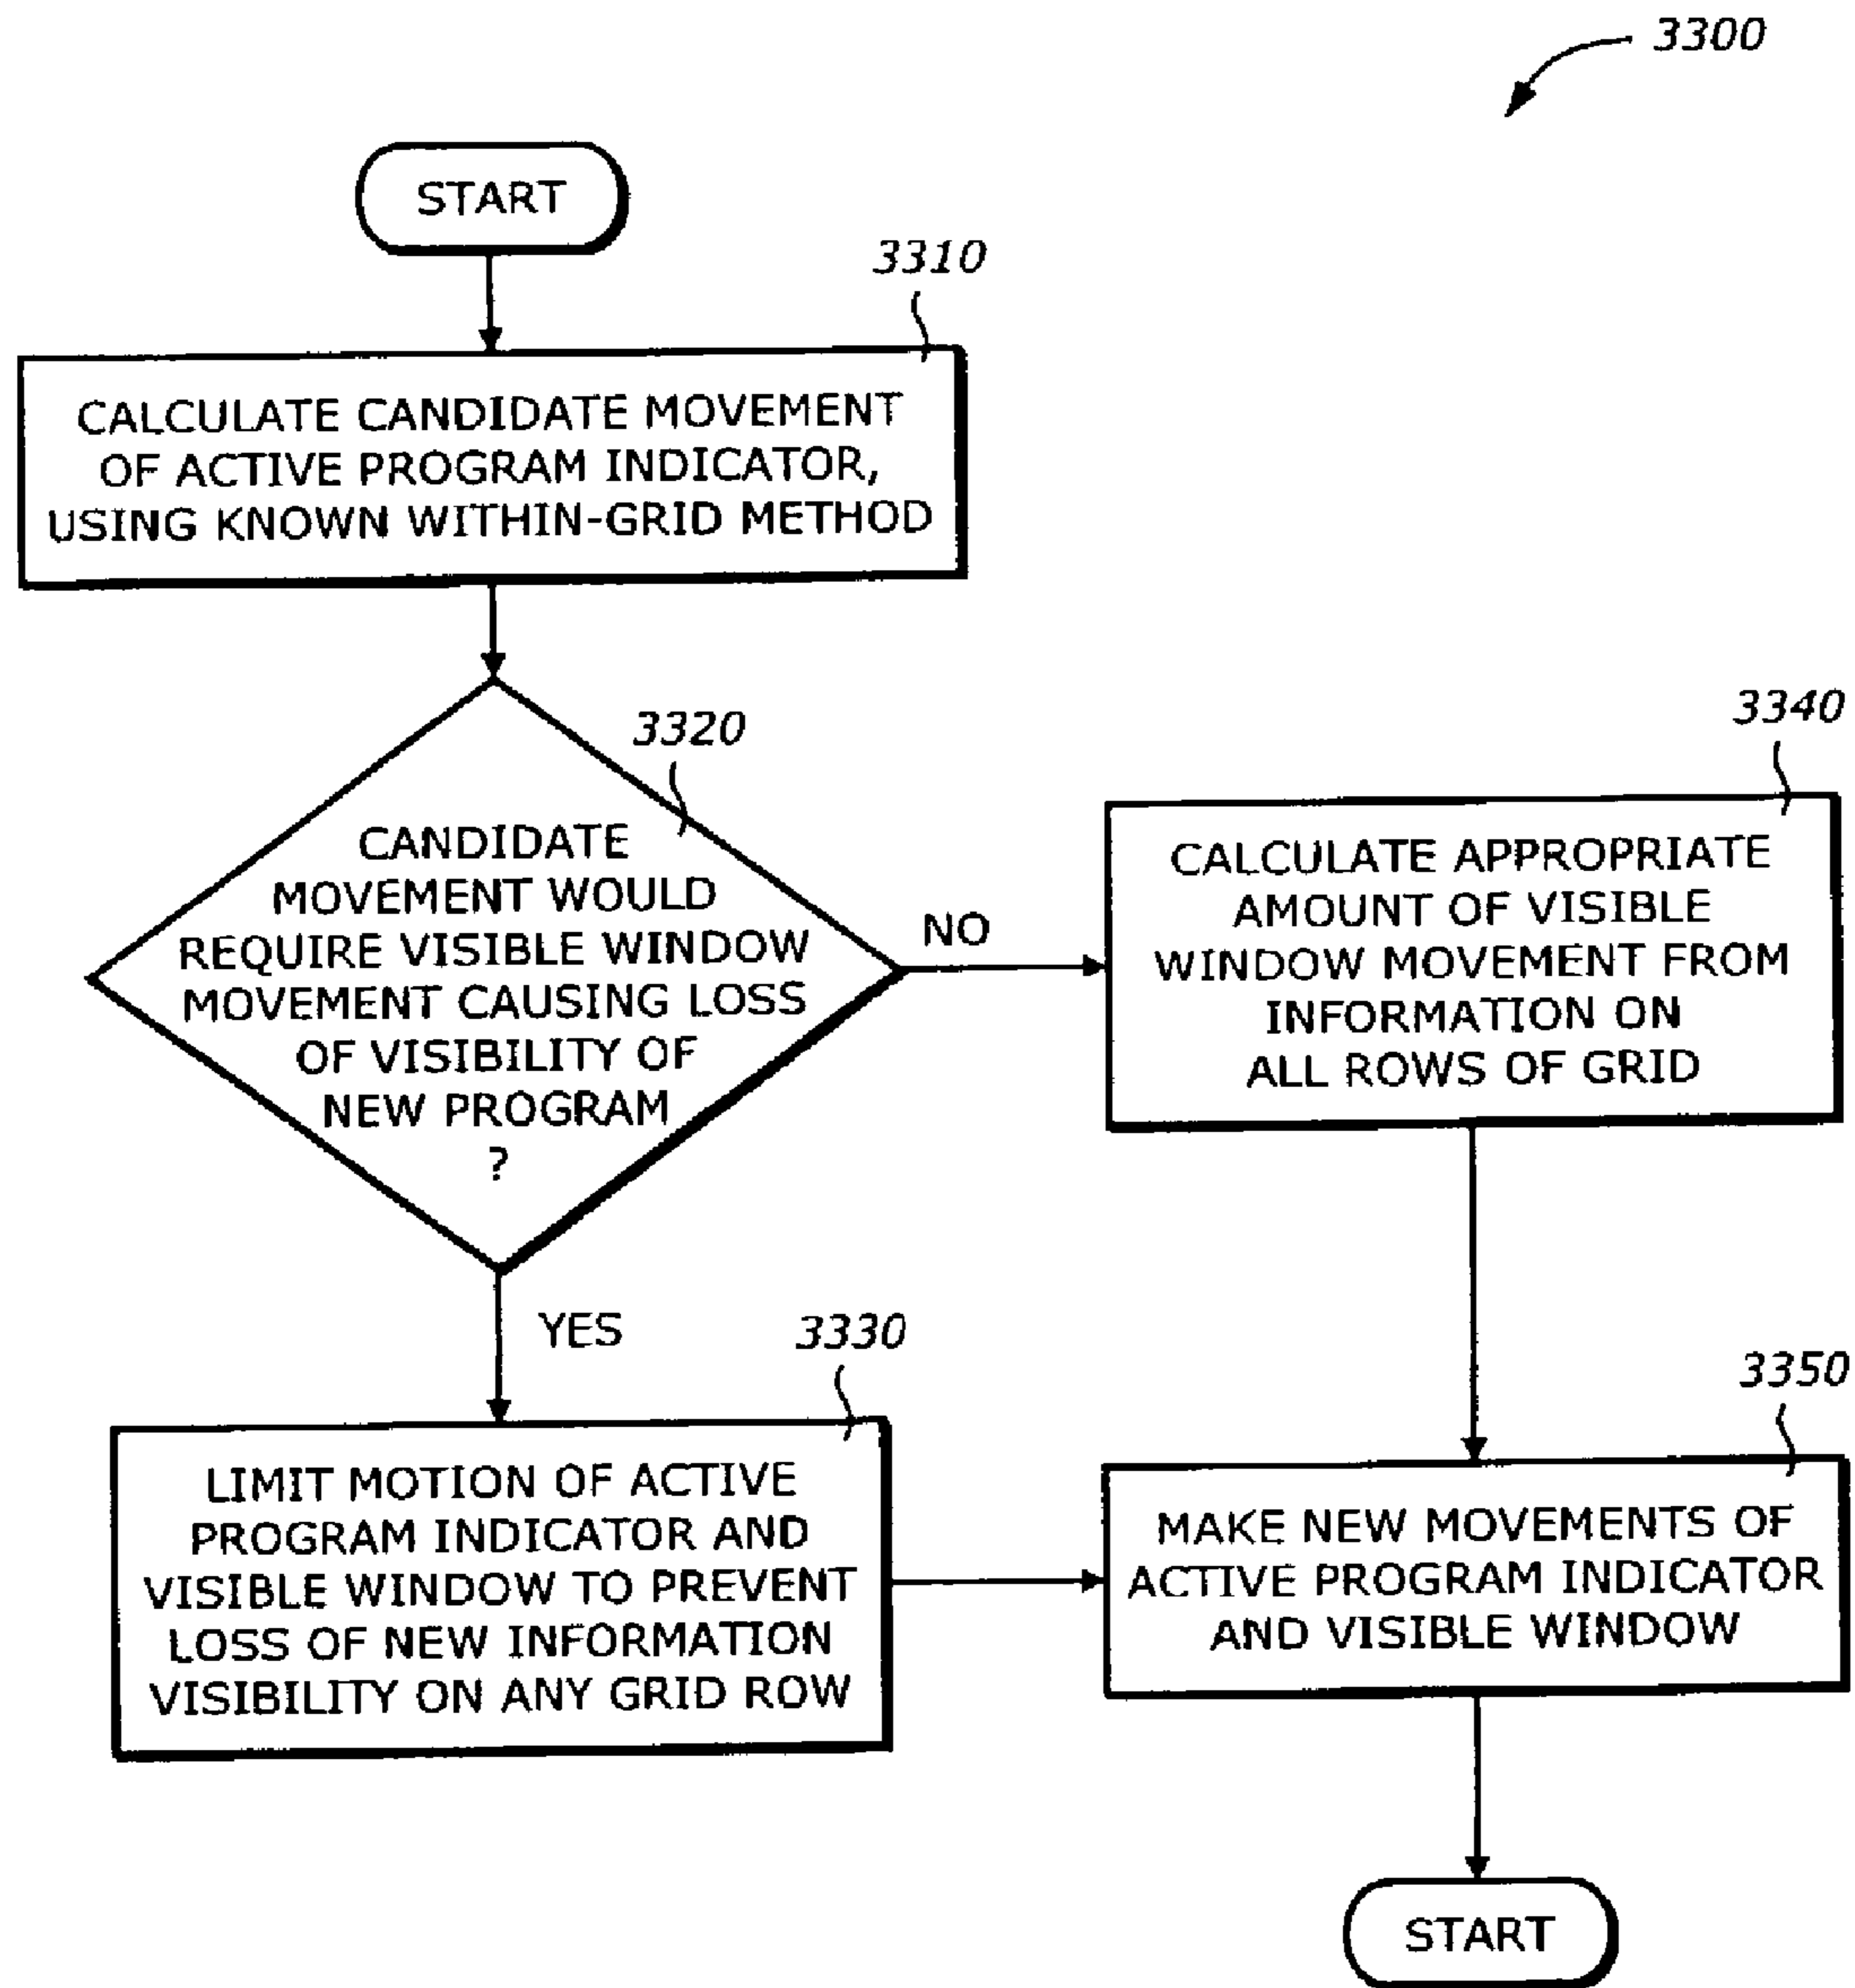 3300
START
3310
CALCULATE CANDIDATE MOVEMENT
OF ACTIVE PROGRAM INDICATOR,
USING KNOWN WITHIN-GRID METHOD
3320
CANDIDATE
MOVEMENT WOULD
REQUIRE VISIBLE WINDOW
MOVEMENT CAUSING LOSS
OF VISIBILITY OF
NEW PROGRAM
?
NO
3340
CALCULATE APPROPRIATE
AMOUNT OF VISIBLE
WINDOW MOVEMENT FROM
INFORMATION ON
ALL ROWS OF GRID
YES
3330
LIMIT MOTION OF ACTIVE
PROGRAM INDICATOR AND
VISIBLE WINDOW TO PREVENT
LOSS OF NEW INFORMATION
VISIBILITY ON ANY GRID ROW
3350
MAKE NEW MOVEMENTS OF
ACTIVE PROGRAM INDICATOR
AND VISIBLE WINDOW
START